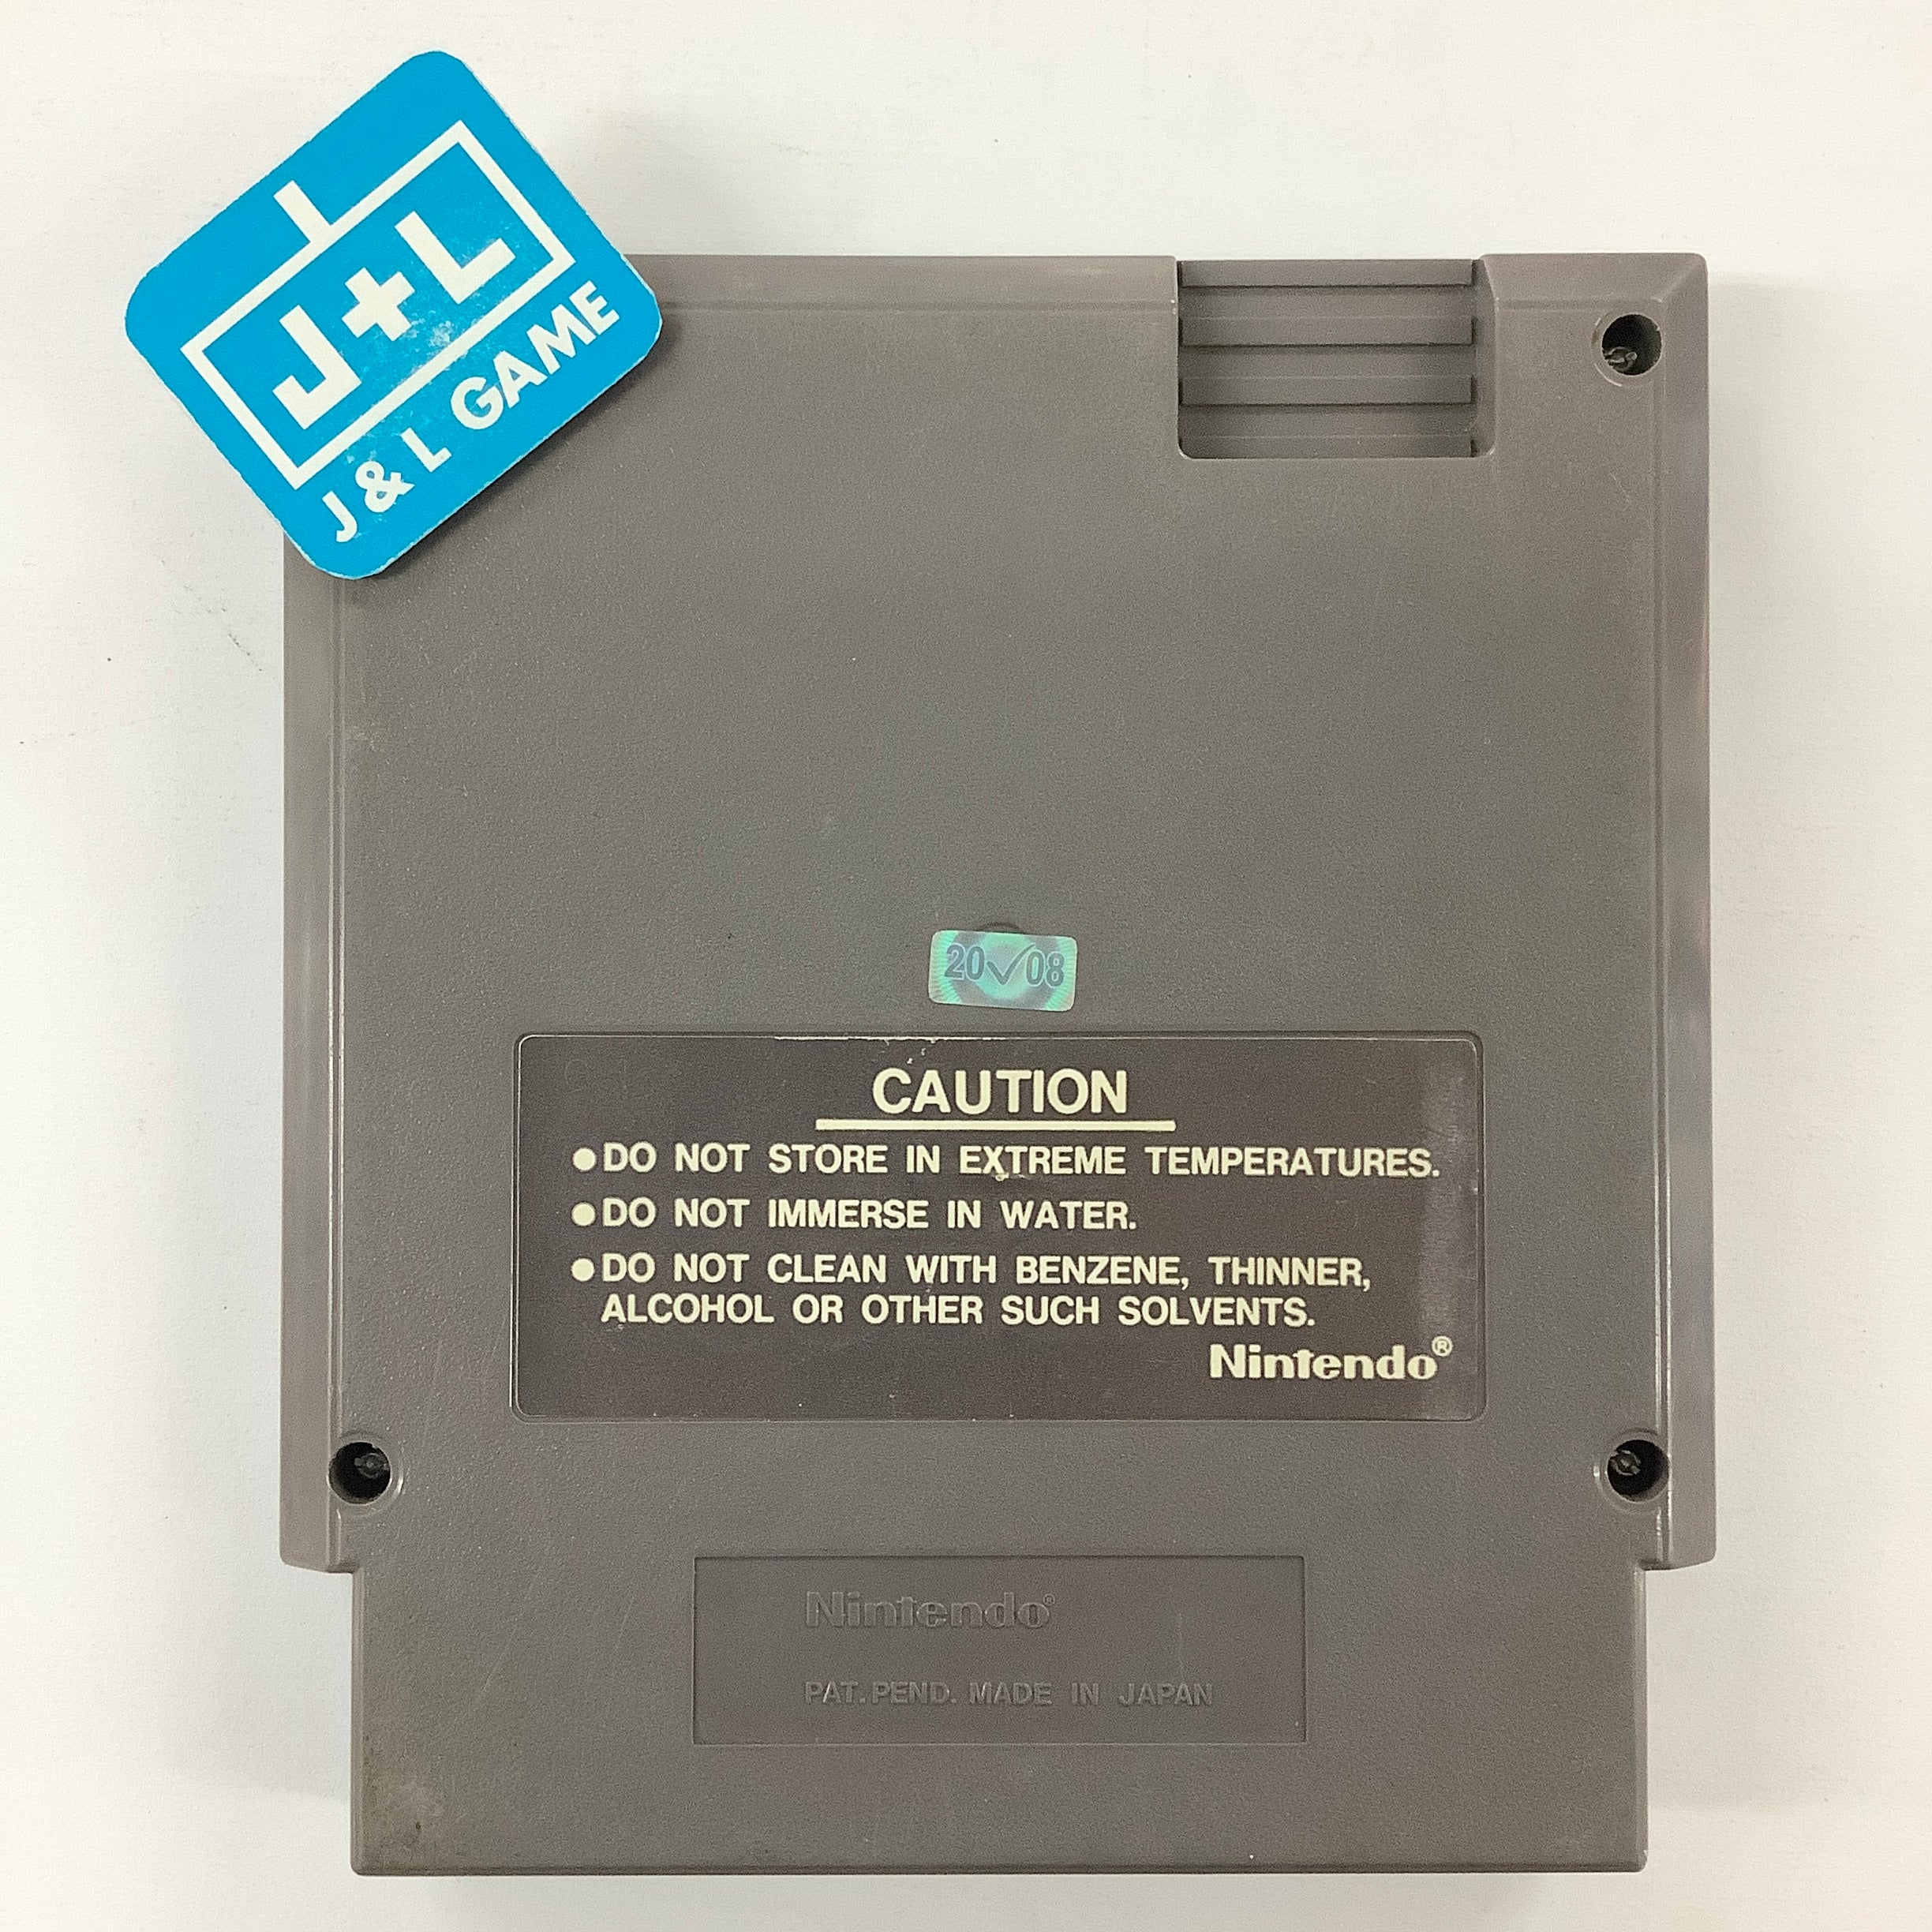 J+L
J & L GAME
20✓08
CAUTION
●DO NOT STORE IN EXTREME TEMPERATURES.
●DO NOT IMMERSE IN WATER.
●DO NOT CLEAN WITH BENZENE, THINNER,
ALCOHOL OR OTHER SUCH SOLVENTS.
Nintendo®
Nintendo®
PAT. PEND. MADE IN JAPAN